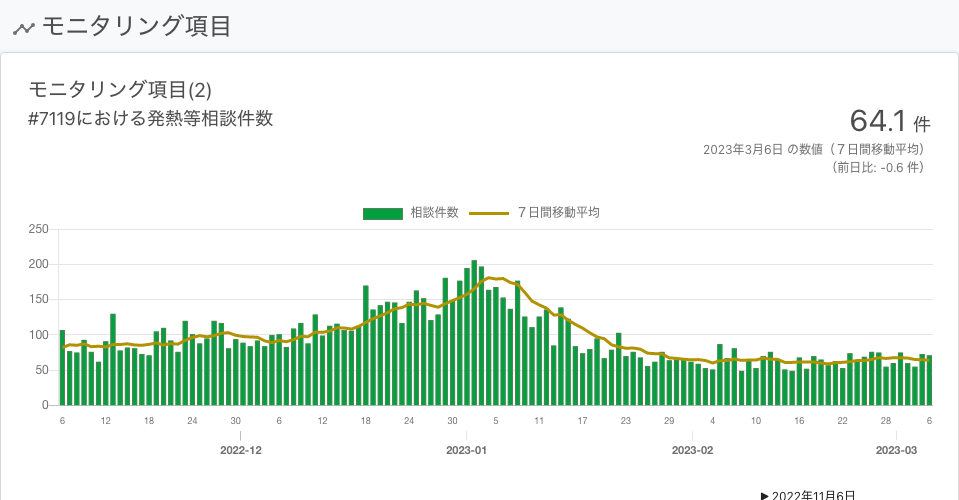 モニタリング項目
モニタリング項目(2)
#7119における発熱等相談件数
64.1 件
2023年3月6日 の数値（７日間移動平均）
（前日比: -0.6 件）
相談件数 ７日間移動平均
250
200
150
100
50
0
6 12 18 24 30 6 12 18 24 30 5 11 17 23 29 4 10 16 22 28 6
2022-12 2023-01 2023-02 2023-03
▶ 2022年11月6日